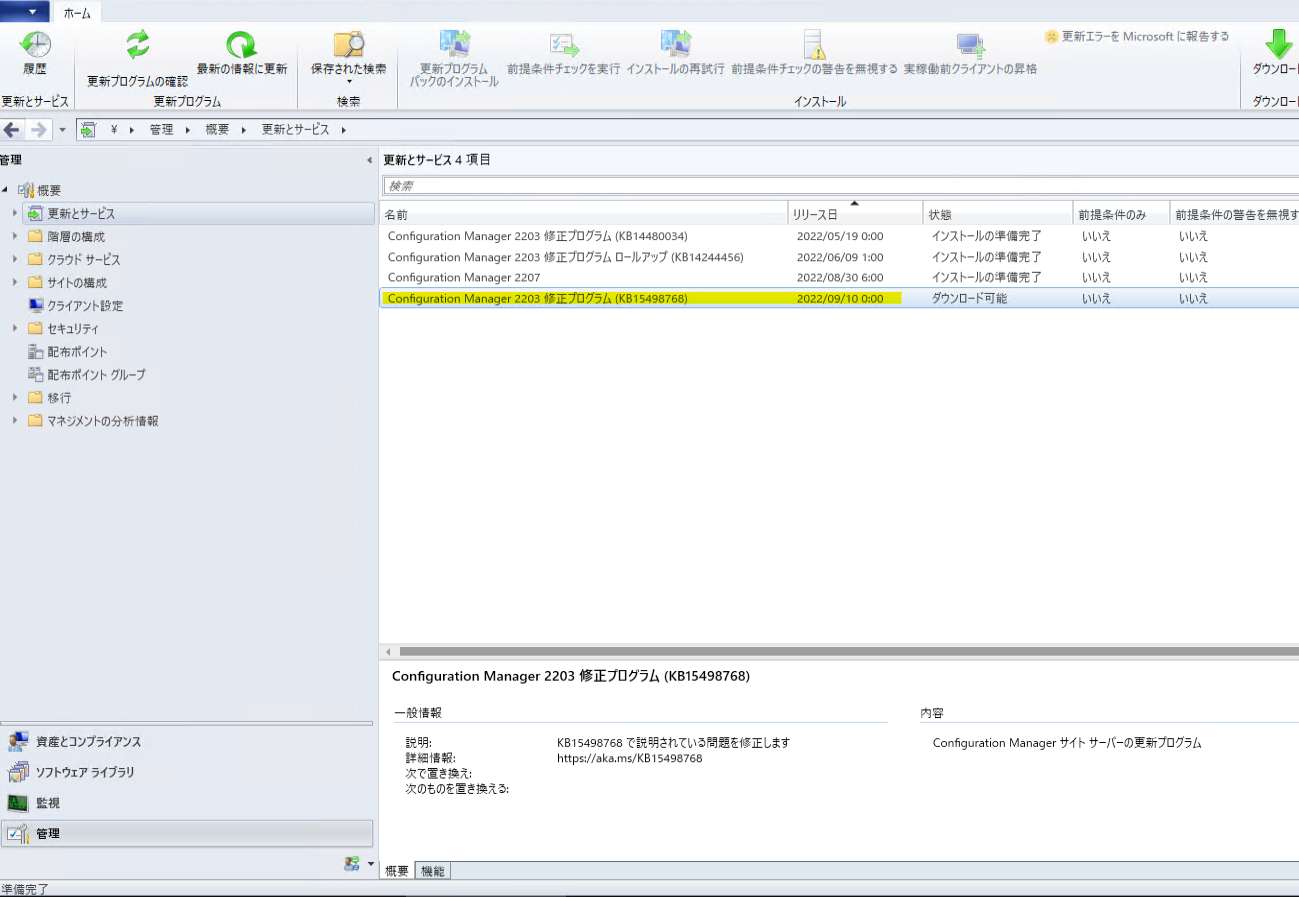 ホーム
履歴
更新プログラムの確認
最新の情報に更新
保存された検索
更新プログラム
パックのインストール
前提条件チェックを実行
インストールの再試行
前提条件チェックの警告を無視する
実稼働前クライアントの昇格
更新エラーを Microsoft に報告する
ダウンロー
更新とサービス
更新プログラム
検索
インストール
ダウンロー
¥ 管理 概要 更新とサービス
管理
概要
更新とサービス
階層の構成
クラウド サービス
サイトの構成
クライアント設定
セキュリティ
配布ポイント
配布ポイント グループ
移行
マネジメントの分析情報
資産とコンプライアンス
ソフトウェア ライブラリ
監視
管理
更新とサービス 4 項目
検索
名前 リリース日 状態 前提条件のみ 前提条件の警告を無視す
Configuration Manager 2203 修正プログラム (KB14480034) 2022/05/19 0:00 インストールの準備完了 いいえ いいえ
Configuration Manager 2203 修正プログラム ロールアップ (KB14244456) 2022/06/09 1:00 インストールの準備完了 いいえ いいえ
Configuration Manager 2207 2022/08/30 6:00 インストールの準備完了 いいえ いいえ
Configuration Manager 2203 修正プログラム (KB15498768) 2022/09/10 0:00 ダウンロード可能 いいえ いいえ
Configuration Manager 2203 修正プログラム (KB15498768)
一般情報
説明: KB15498768 で説明されている問題を修正します
詳細情報: https://aka.ms/KB15498768
次で置き換え:
次のものを置き換える:
内容
Configuration Manager サイト サーバーの更新プログラム
概要 機能
準備完了